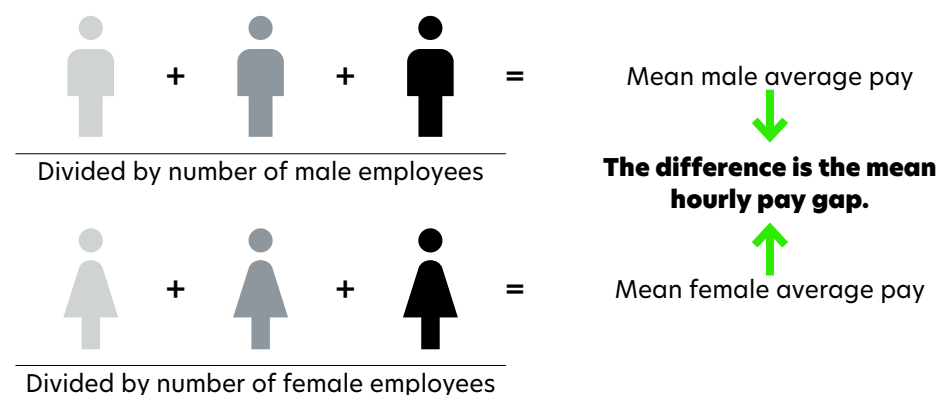 + + = Mean male average pay
Divided by number of male employees
The difference is the mean
hourly pay gap.
+ + = Mean female average pay
Divided by number of female employees